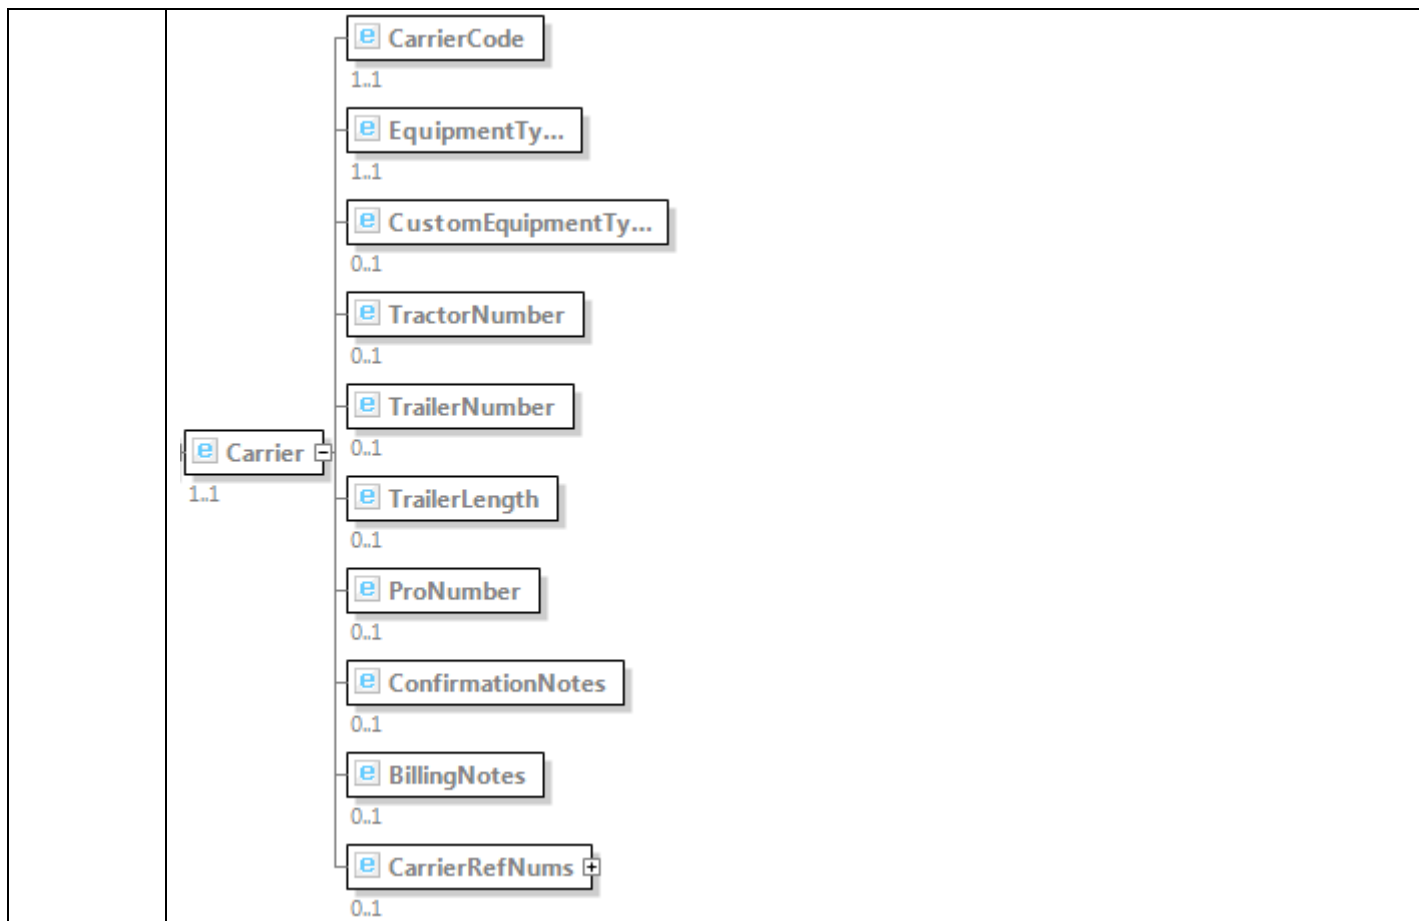 CarrierCode
1..1
EquipmentTy...
1..1
CustomEquipmentTy...
0..1
TractorNumber
0..1
TrailerNumber
0..1
Carrier
1..1
TrailerLength
0..1
ProNumber
0..1
ConfirmationNotes
0..1
BillingNotes
0..1
CarrierRefNums
0..1